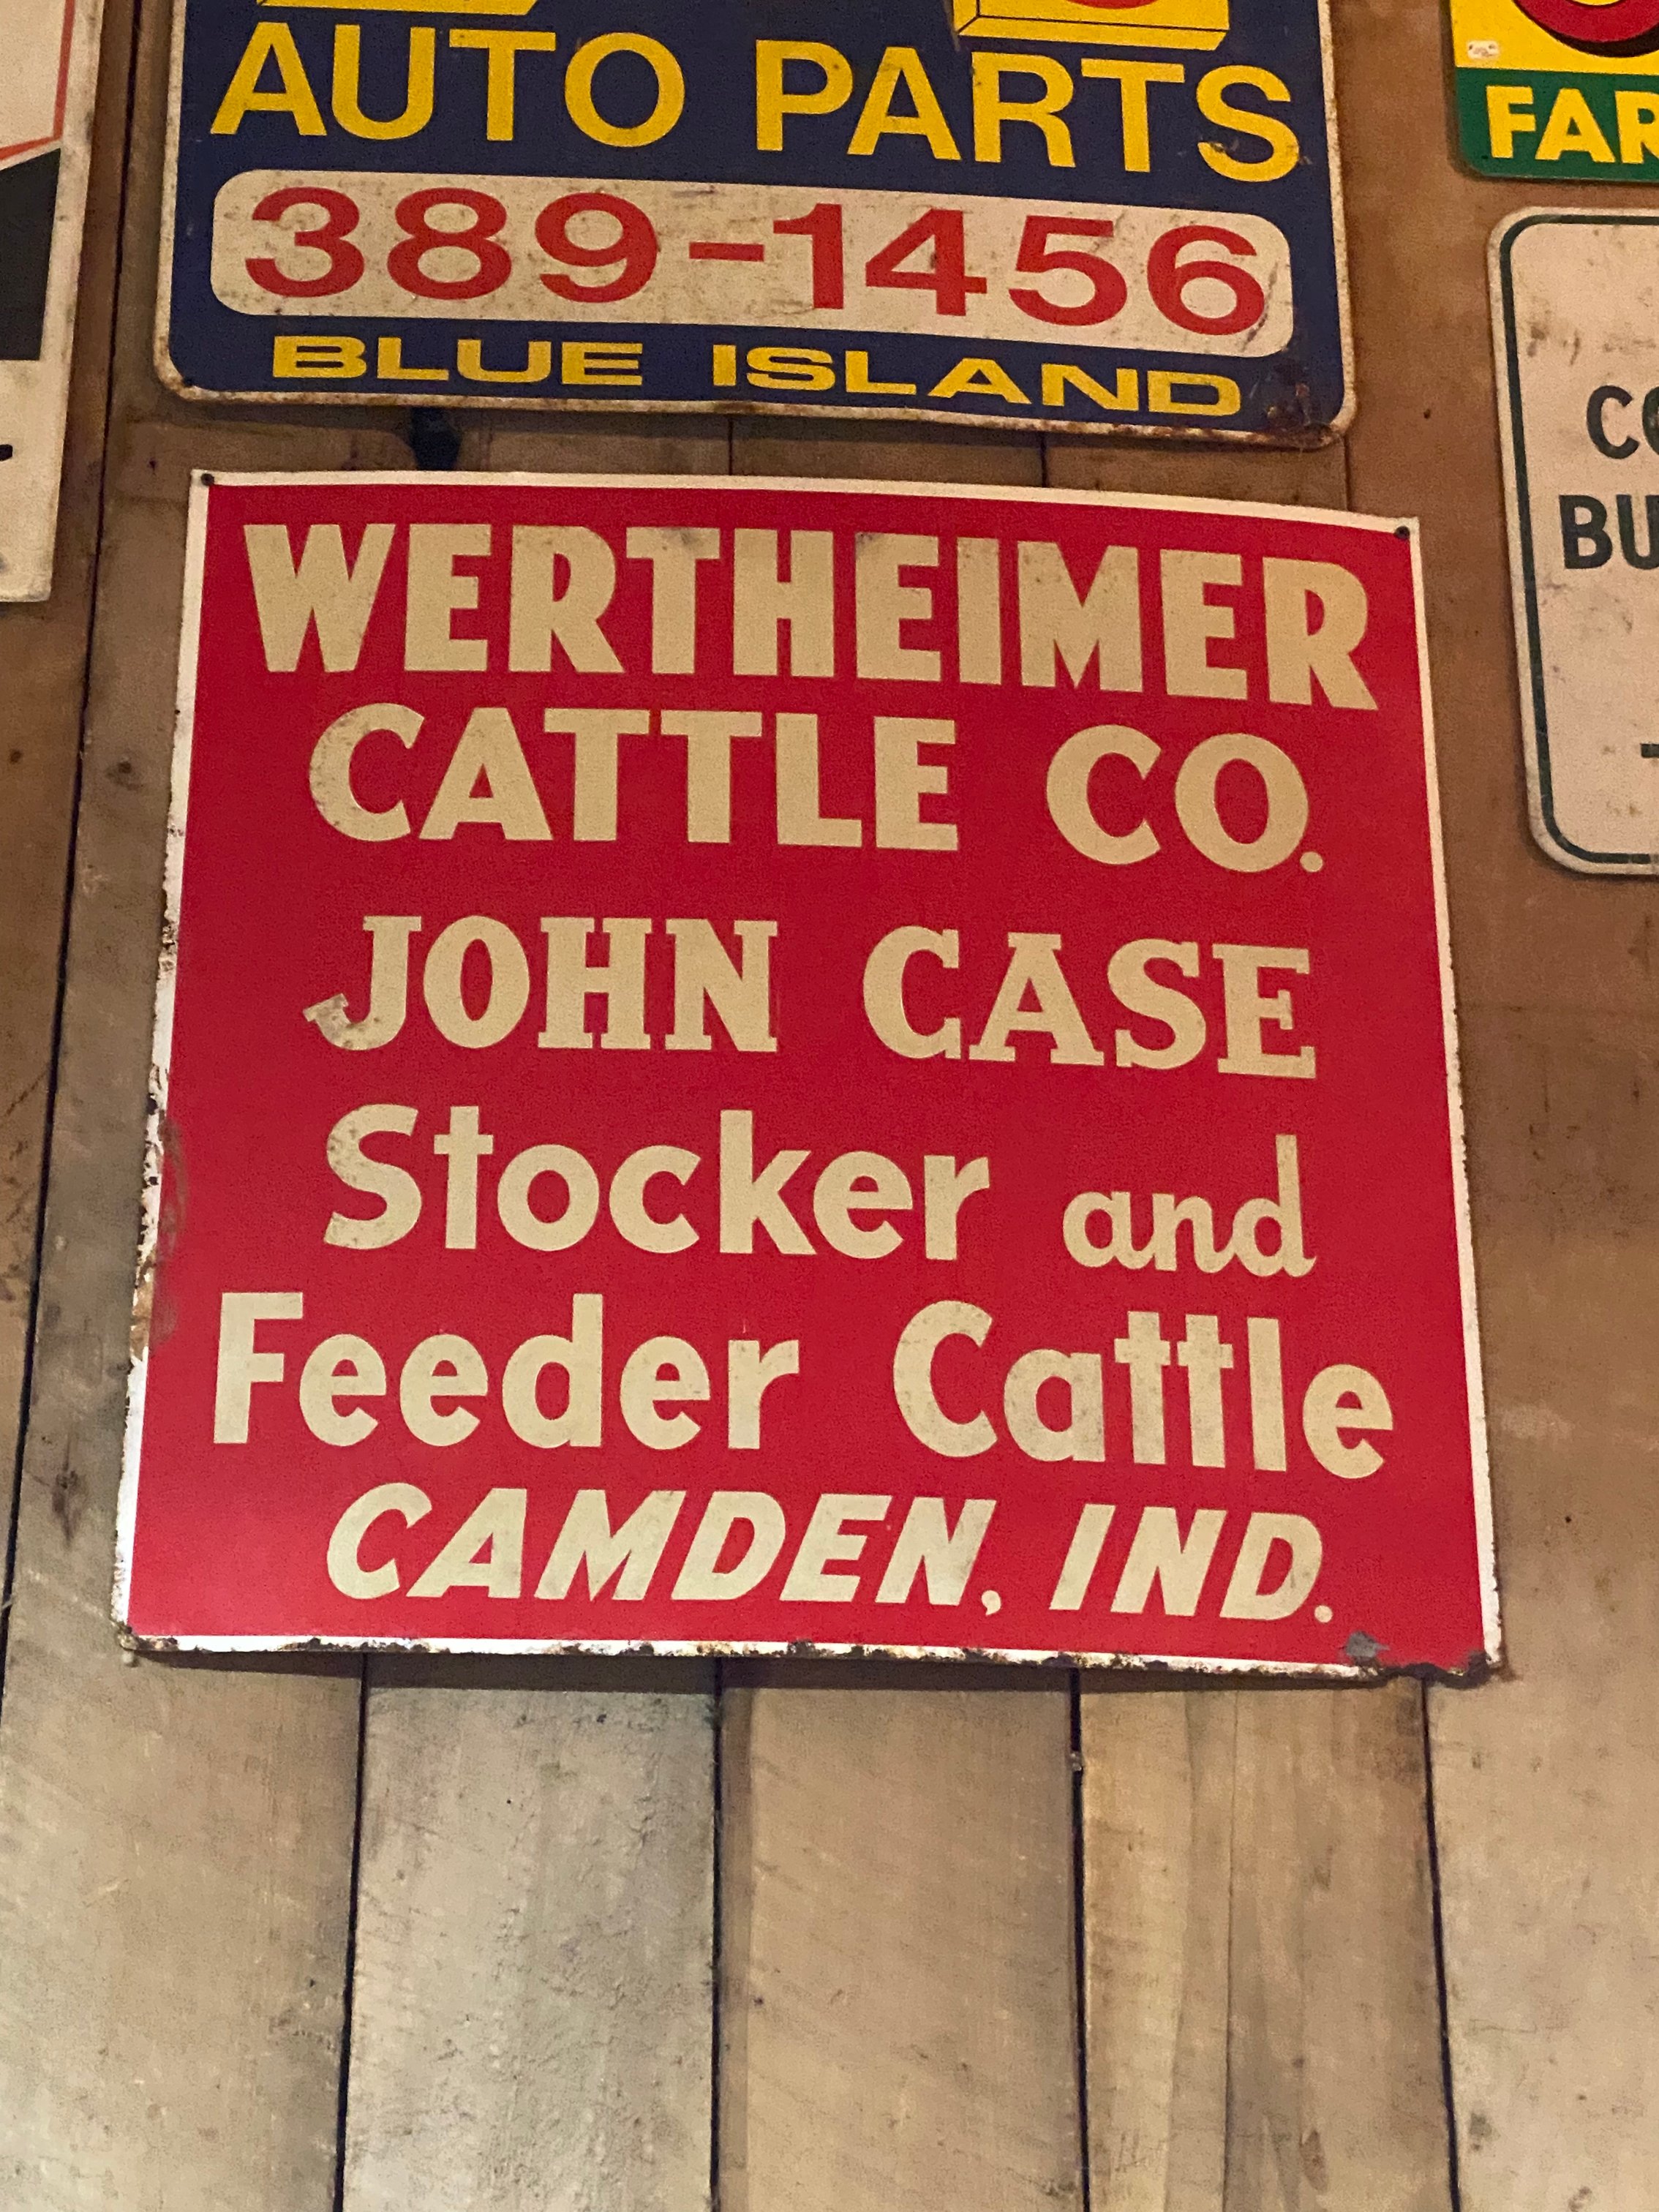 AUTO PARTS
389-1456
BLUE ISLAND
WERTHEIMER
CATTLE CO.
JOHN CASE
Stocker and
Feeder Cattle
CAMDEN, IND.